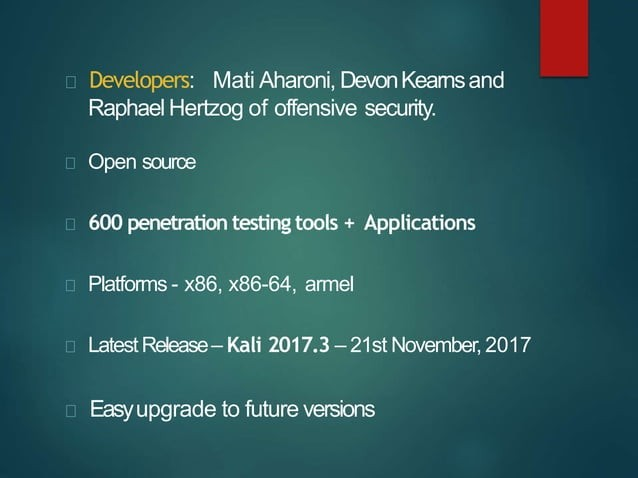 Developers: Mati Aharoni, Devon Kearns and
Raphael Hertzog of offensive security.
Open source
600 penetration testing tools + Applications
Platforms - x86, x86-64, armel
Latest Release – Kali 2017.3 – 21st November, 2017
Easy upgrade to future versions